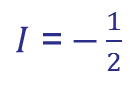 I = − 1/2